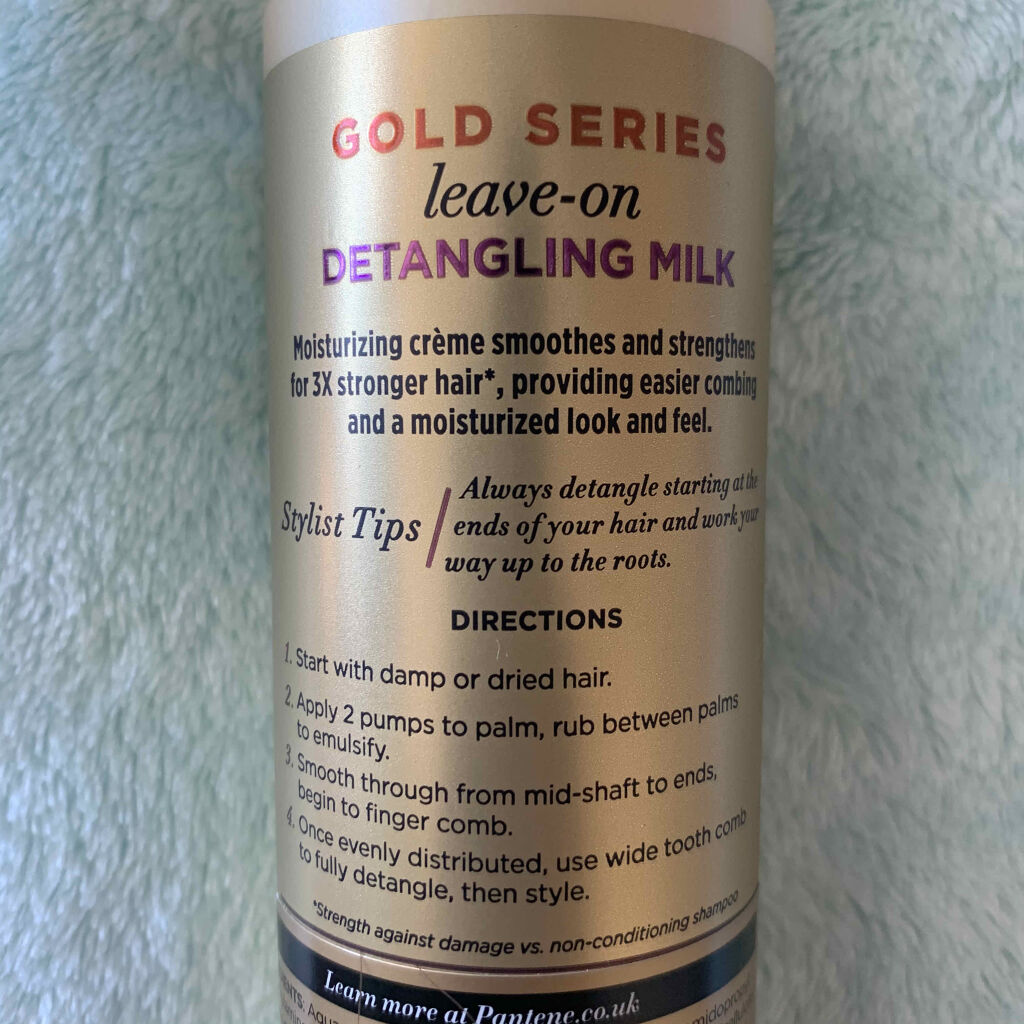 GOLD SERIES
leave-on
DETANGLING MILK
Moisturizing crème smoothes and strengthens
for 3X stronger hair*, providing easier combing
and a moisturized look and feel.
Stylist Tips
Always detangle starting at the
ends of your hair and work your
way up to the roots.
DIRECTIONS
1. Start with damp or dried hair.
2. Apply 2 pumps to palm, rub between palms
to emulsify.
3. Smooth through from mid-shaft to ends,
begin to finger comb.
4. Once evenly distributed, use wide tooth comb
to fully detangle, then style.
*Strength against damage vs. non-conditioning shampoo
Learn more at Pantene.co.uk